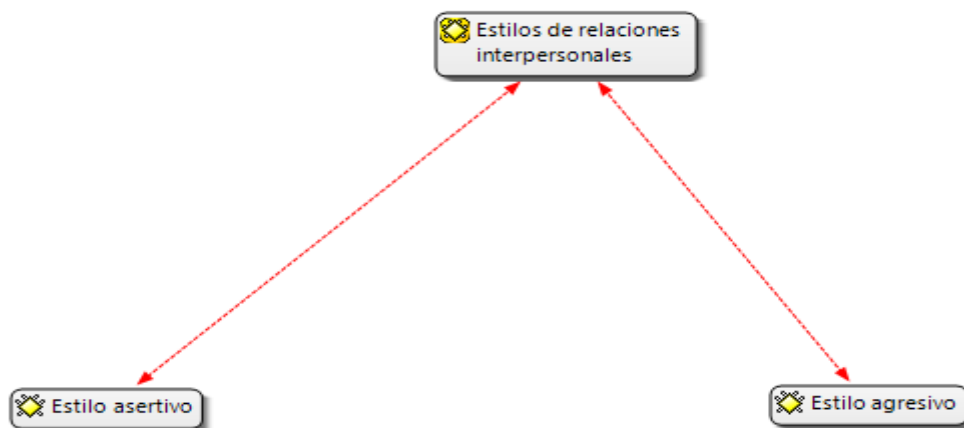 Estilos de relaciones
interpersonales
Estilo asertivo
Estilo agresivo